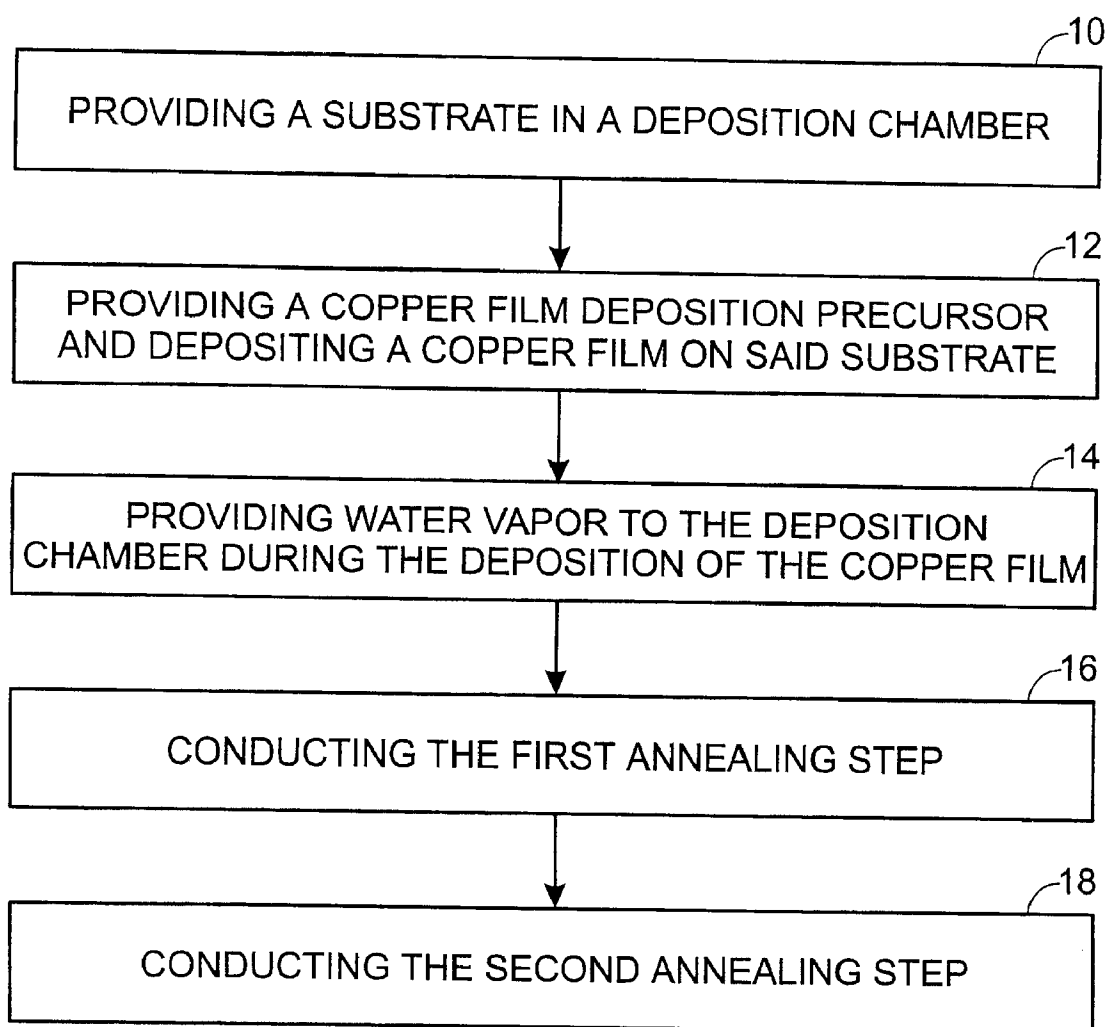 10
PROVIDING A SUBSTRATE IN A DEPOSITION CHAMBER
12
PROVIDING A COPPER FILM DEPOSITION PRECURSOR
AND DEPOSITING A COPPER FILM ON SAID SUBSTRATE
14
PROVIDING WATER VAPOR TO THE DEPOSITION
CHAMBER DURING THE DEPOSITION OF THE COPPER FILM
16
CONDUCTING THE FIRST ANNEALING STEP
18
CONDUCTING THE SECOND ANNEALING STEP